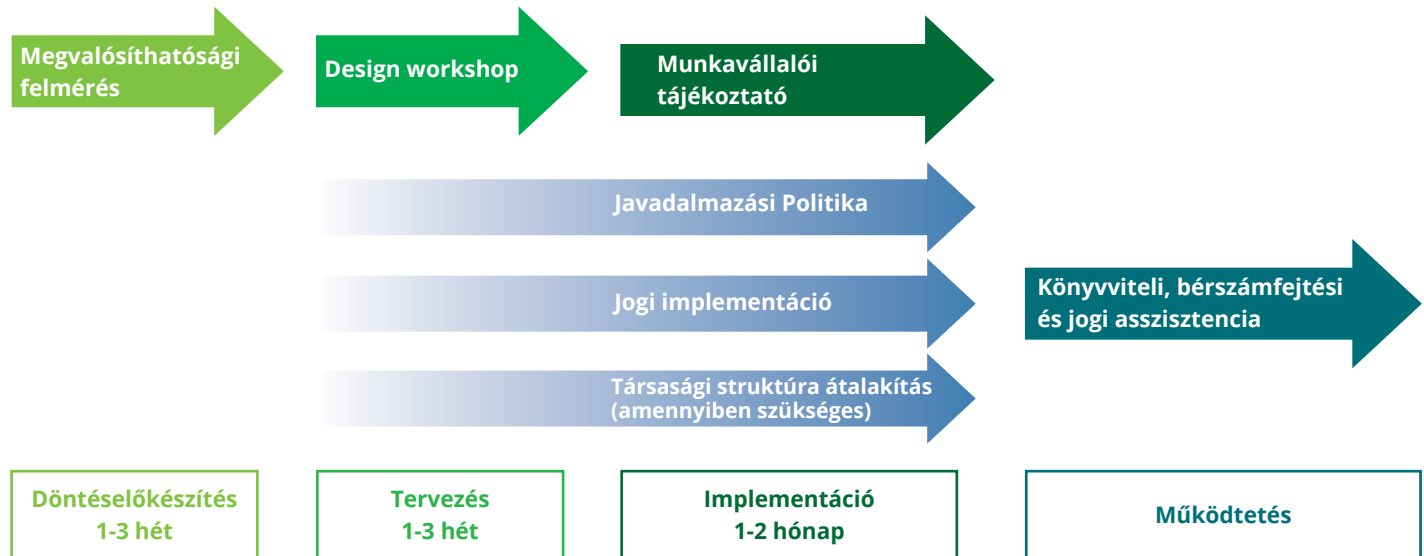 Megvalósíthatósági
felmérés
Design workshop
Munkavállalói
tájékoztató
Javadalmazási Politika
Jogi implementáció
Könyvviteli, bérszámfejtési
és jogi asszisztencia
Társasági struktúra átalakítás
(amennyiben szükséges)
Döntéselőkészítés
1-3 hét
Tervezés
1-3 hét
Implementáció
1-2 hónap
Működtetés